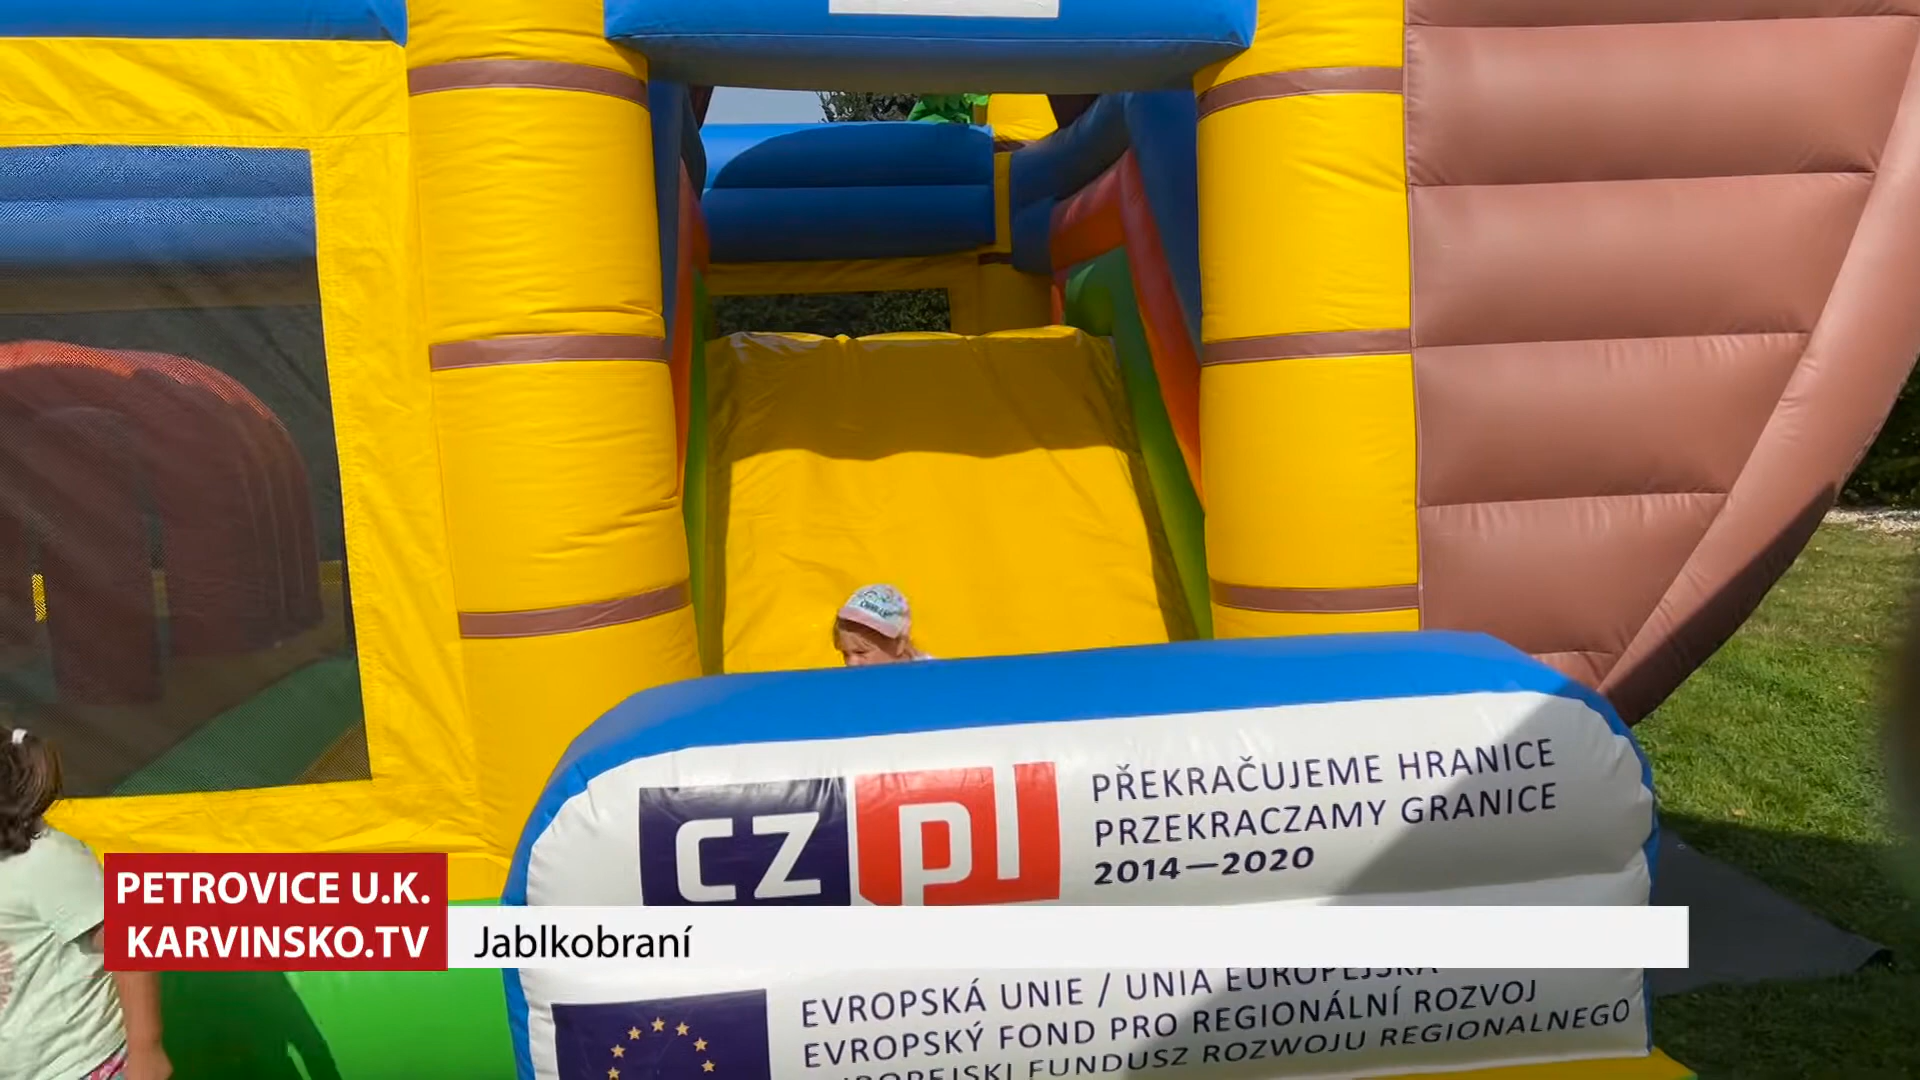 cz pl
PŘEKRAČUJEME HRANICE
PRZEKRACZAMY GRANICE
2014—2020
PETROVICE U.K.
KARVINSKO.TV
Jablkobraní
EVROPSKÁ UNIE / UNIA EUROPEJSKA
EVROPSKÝ FOND PRO REGIONÁLNÍ ROZVOJ
FUNDUSZ ROZWOJU REGIONALNEGO